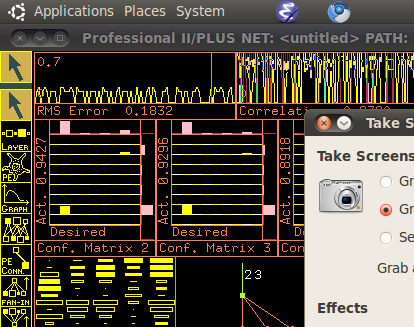 Applications Places System
Professional II/PLUS NET: <untitled> PATH:
0.7
RMS Error 0.1832
Correlat
Take S
Take Screens
Gr
Gr
Se
Grab a
Effects
LAYER
PE
GRAPH
PE
CONN.
FAN-IN
Act. 0.9427
Desired
Conf. Matrix 2
Act. 0.9296
Desired
Conf. Matrix 3
Act. 0.8918
Des
Conf
23